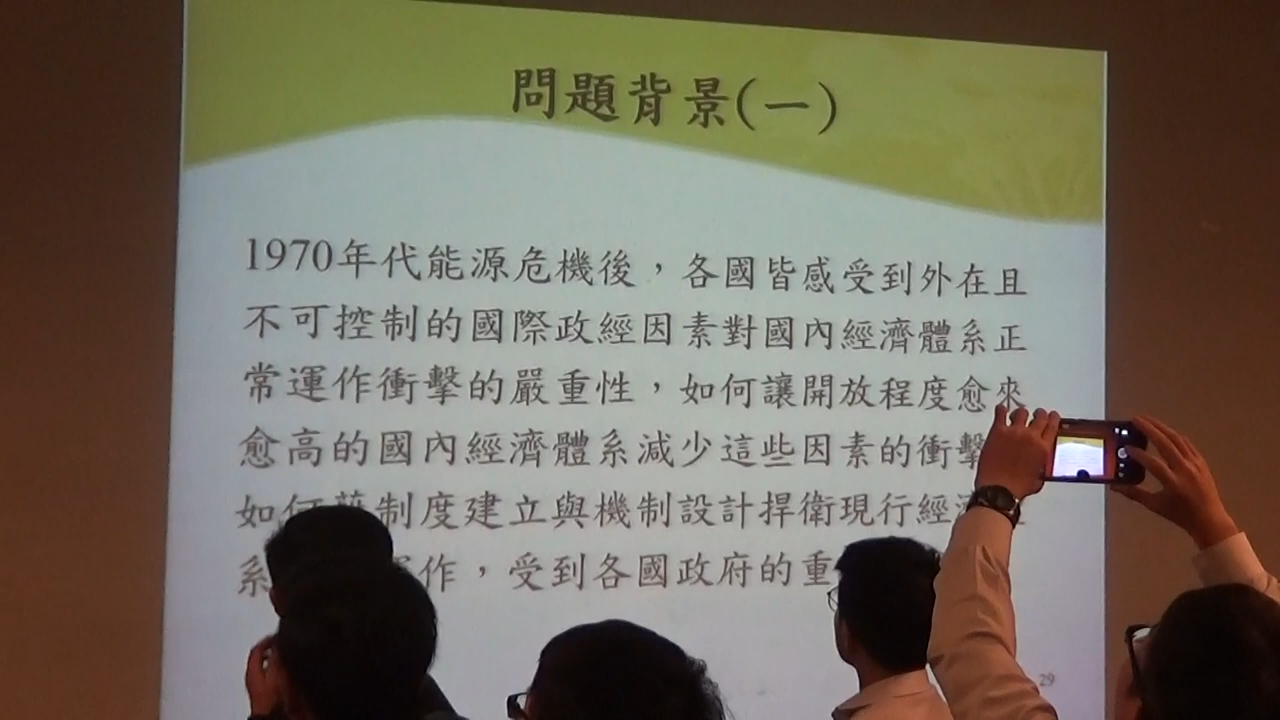 問題背景(一)
1970年代能源危機後，各國皆感受到外在且
不可控制的國際政經因素對國內經濟體系正
常運作衝擊的嚴重性，如何讓開放程度愈來
愈高的國內經濟體系減少這些因素的衝擊
如何藉制度建立與機制設計捍衛現行經濟
系 運作，受到各國政府的重
29